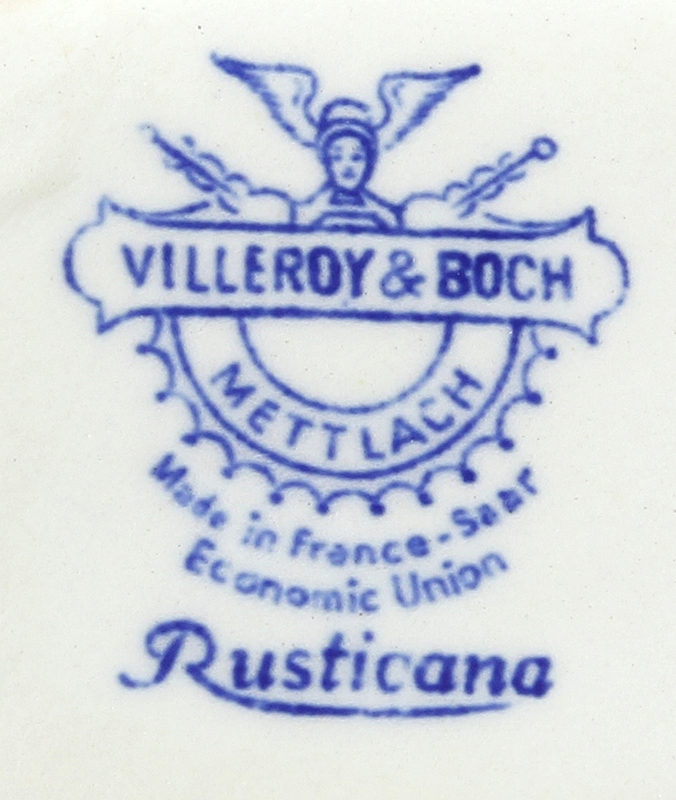 VILLEROY & BOCH
METTLACH
Made in France-Saar
Economic Union
Rusticana